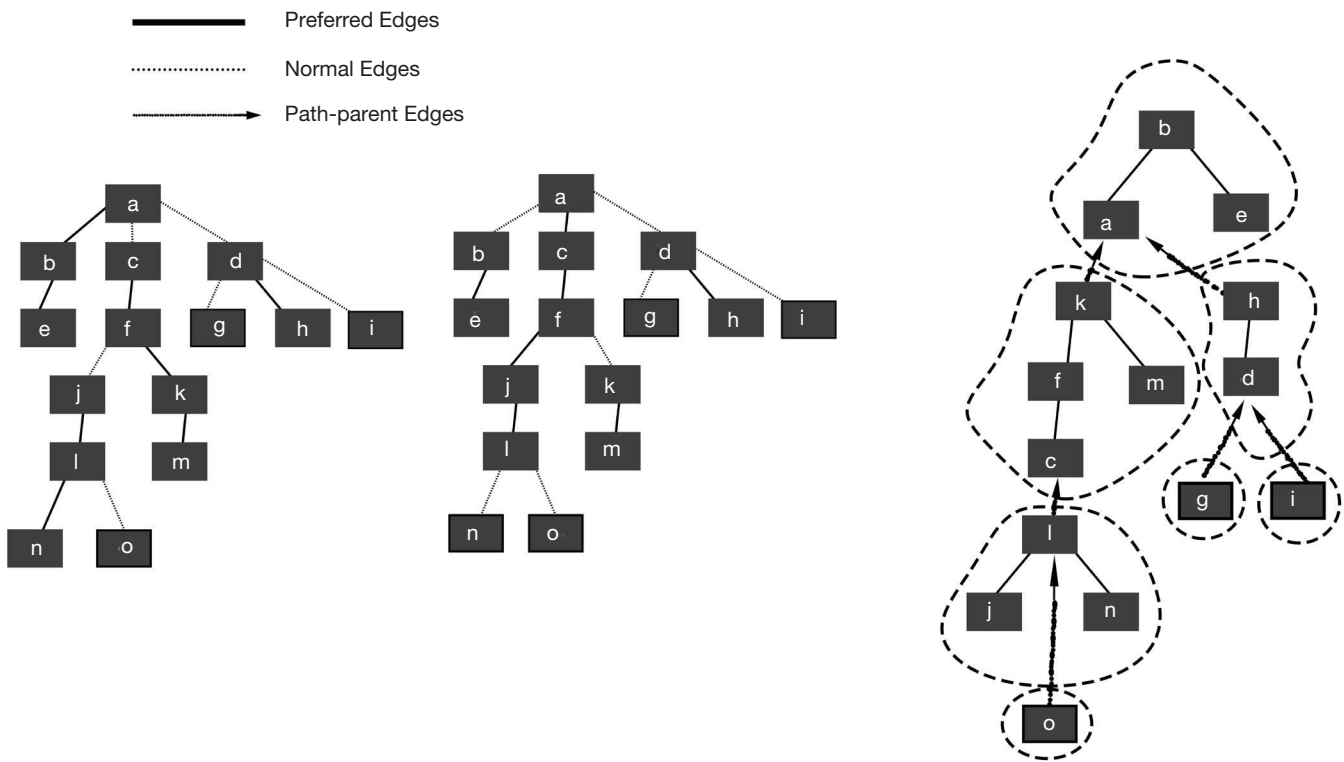 Preferred Edges
Normal Edges
Path-parent Edges
a
b c d
e f g h i
j k
l m
n o
a
b c d
e f g h i
j k
l m
n o
b
a e
k h
f m d
c
g i
l
j n
o